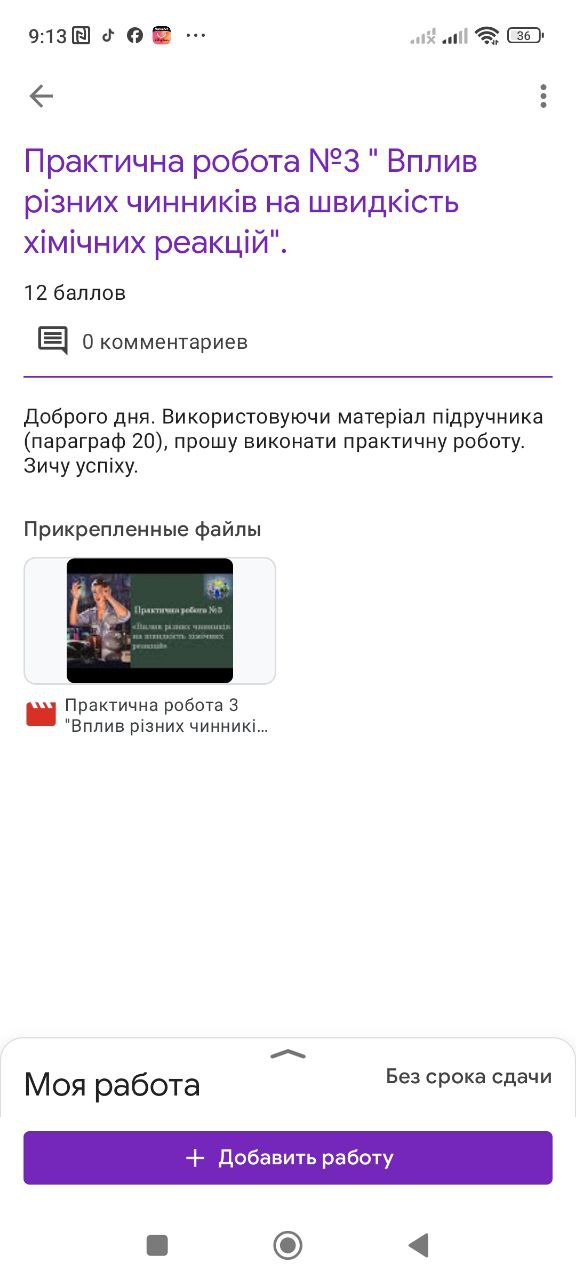 9:13
36
Практична робота №3 " Вплив
різних чинників на швидкість
хімічних реакцій".
12 баллов
0 комментариев
Доброго дня. Використовуючи матеріал підручника
(параграф 20), прошу виконати практичну роботу.
Зичу успіху.
Прикрепленные файлы
Практична робота №3
«Вплив різних чинників
на швидкість хімічних
реакцій»
Практична робота 3
"Вплив різних чинникі...
Моя работа
Без срока сдачи
+ Добавить работу